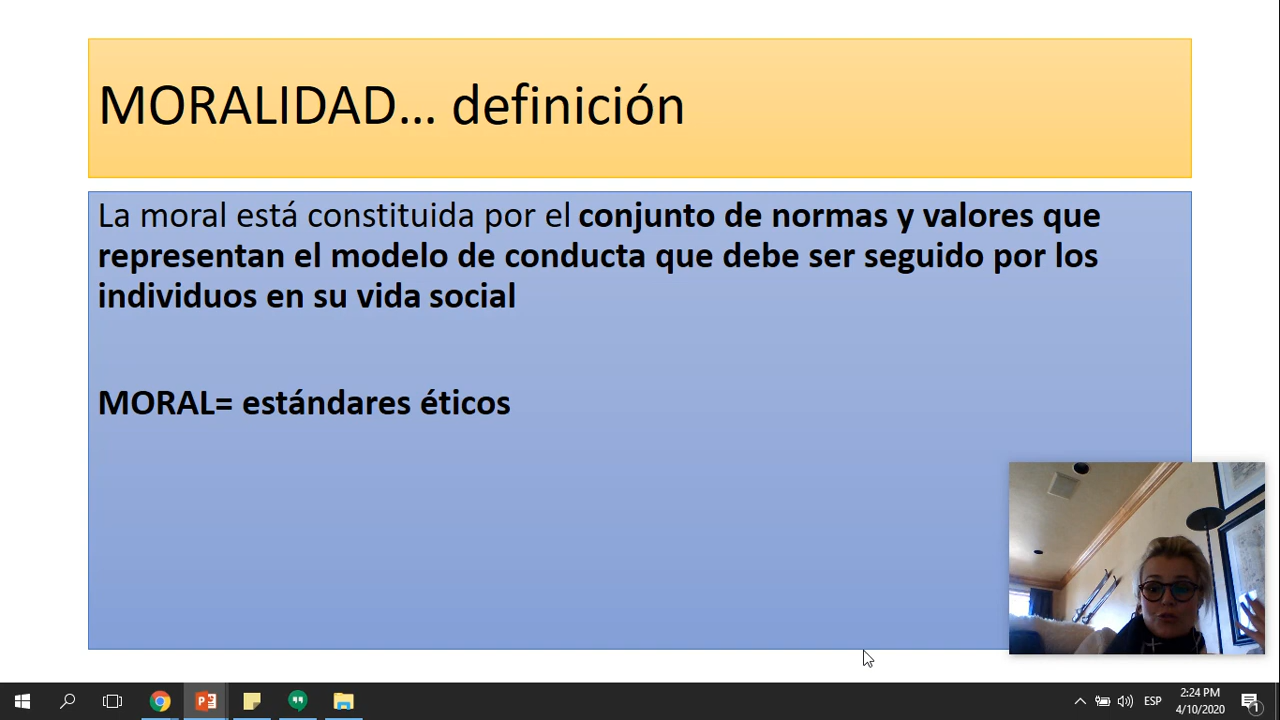 MORALIDAD... definición
La moral está constituida por el conjunto de normas y valores que
representan el modelo de conducta que debe ser seguido por los
individuos en su vida social
MORAL= estándares éticos
ESP
2:24 PM
4/10/2020
1